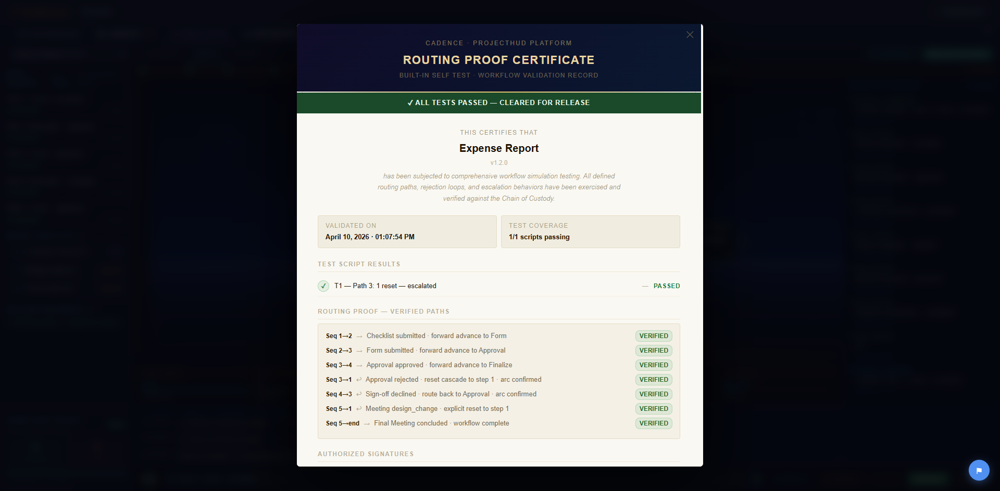 CADENCE · PROJECTHUD PLATFORM
ROUTING PROOF CERTIFICATE
BUILT-IN SELF TEST · WORKFLOW VALIDATION RECORD
✓ ALL TESTS PASSED — CLEARED FOR RELEASE
THIS CERTIFIES THAT
Expense Report
v1.2.0
has been subjected to comprehensive workflow simulation testing. All defined
routing paths, rejection loops, and escalation behaviors have been exercised and
verified against the Chain of Custody.
VALIDATED ON
April 10, 2026 · 01:07:54 PM
TEST COVERAGE
1/1 scripts passing
TEST SCRIPT RESULTS
✓ T1 — Path 3: 1 reset — escalated — PASSED
ROUTING PROOF — VERIFIED PATHS
Seq 1→2 → Checklist submitted · forward advance to Form VERIFIED
Seq 2→3 → Form submitted · forward advance to Approval VERIFIED
Seq 3→4 → Approval approved · forward advance to Finalize VERIFIED
Seq 3→1 ↩ Approval rejected · reset cascade to step 1 · arc confirmed VERIFIED
Seq 4→3 ↩ Sign-off declined · route back to Approval · arc confirmed VERIFIED
Seq 5→1 ↩ Meeting design_change · explicit reset to step 1 VERIFIED
Seq 5→end → Final Meeting concluded · workflow complete VERIFIED
AUTHORIZED SIGNATURES